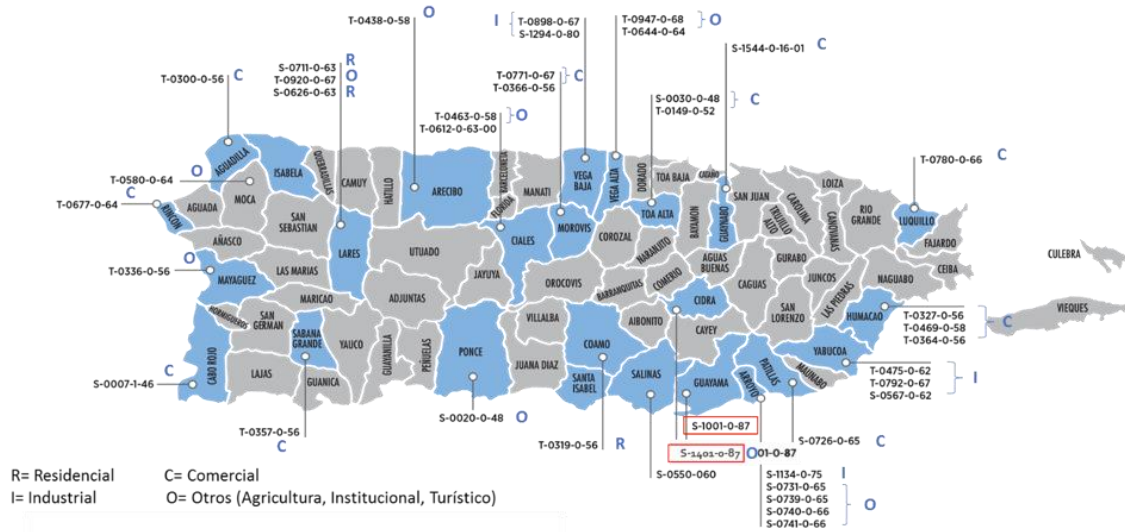 T-0438-0-58 O
I T-0898-0-67
S-1294-0-80
T-0947-0-68 O
T-0644-0-64
S-1544-0-16-01 C
T-0300-0-56 C
S-0711-0-63 R
T-0920-0-67 O
S-0626-0-63 R
T-0771-0-67 C
T-0366-0-56
T-0463-0-58 O
T-0612-0-63-00
S-0030-0-48 C
T-0149-0-52
T-0780-0-66 C
T-0580-0-64 O
T-0677-0-64 C
T-0336-0-56 O
S-0007-1-46 C
AGUADILLA
ISABELA
QUEBRADILLAS
CAMUY
HATILLO
ARECIBO
BARCELONETA
FLORIDA
MANATI
VEGA BAJA
VEGA ALTA
DORADO
TOA BAJA
CATAÑO
TOA ALTA
BAYAMON
GUAYNABO
SAN JUAN
TRUJILLO ALTO
CAROLINA
LOIZA
CANOVANAS
RIO GRANDE
LUQUILLO
FAJARDO
CEIBA
CULEBRA
VIEQUES
RINCON
AGUADA
MOCA
SAN SEBASTIAN
LARES
AÑASCO
UTUADO
CIALES
MOROVIS
COROZAL
NARANJITO
AGUAS BUENAS
GURABO
JUNCOS
NAGUABO
MAYAGUEZ
LAS MARIAS
JAYUYA
OROCOVIS
BARRANQUITAS
COMERIO
CIDRA
CAGUAS
SAN LORENZO
LAS PIEDRAS
HUMACAO
HORMIGUEROS
MARICAO
ADJUNTAS
VILLALBA
AIBONITO
CAYEY
YABUCOA
CABO ROJO
SAN GERMAN
SABANA GRANDE
YAUCO
GUAYANILLA
PEÑUELAS
PONCE
JUANA DIAZ
COAMO
SALINAS
GUAYAMA
ARROYO
PATILLAS
MAUNABO
LAJAS
GUANICA
SANTA ISABEL
T-0327-0-56
T-0469-0-58 C
T-0364-0-56
T-0475-0-62
T-0792-0-67 I
S-0567-0-62
T-0357-0-56
C
S-0020-0-48 O
T-0319-0-56 R
S-1001-0-87
S-1401-0-87 O 01-0-87
S-0550-060
S-0726-0-65 C
S-1134-0-75 I
S-0731-0-65
S-0739-0-65 O
S-0740-0-66
S-0741-0-66
R= Residencial C= Comercial
I= Industrial O= Otros (Agricultura, Institucional, Turístico)